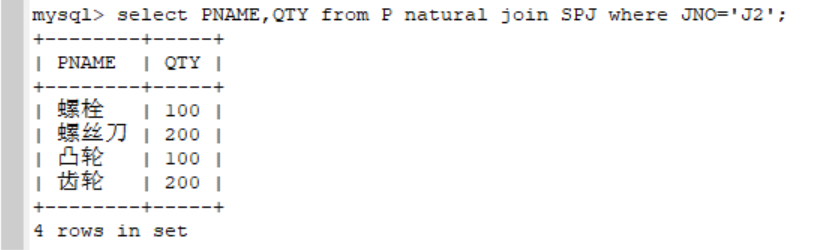 mysql> select PNAME,QTY from P natural join SPJ where JNO='J2';
+--------+-----+
| PNAME  | QTY |
+--------+-----+
| 螺栓   | 100 |
| 螺丝刀 | 200 |
| 凸轮   | 100 |
| 齿轮   | 200 |
+--------+-----+
4 rows in set